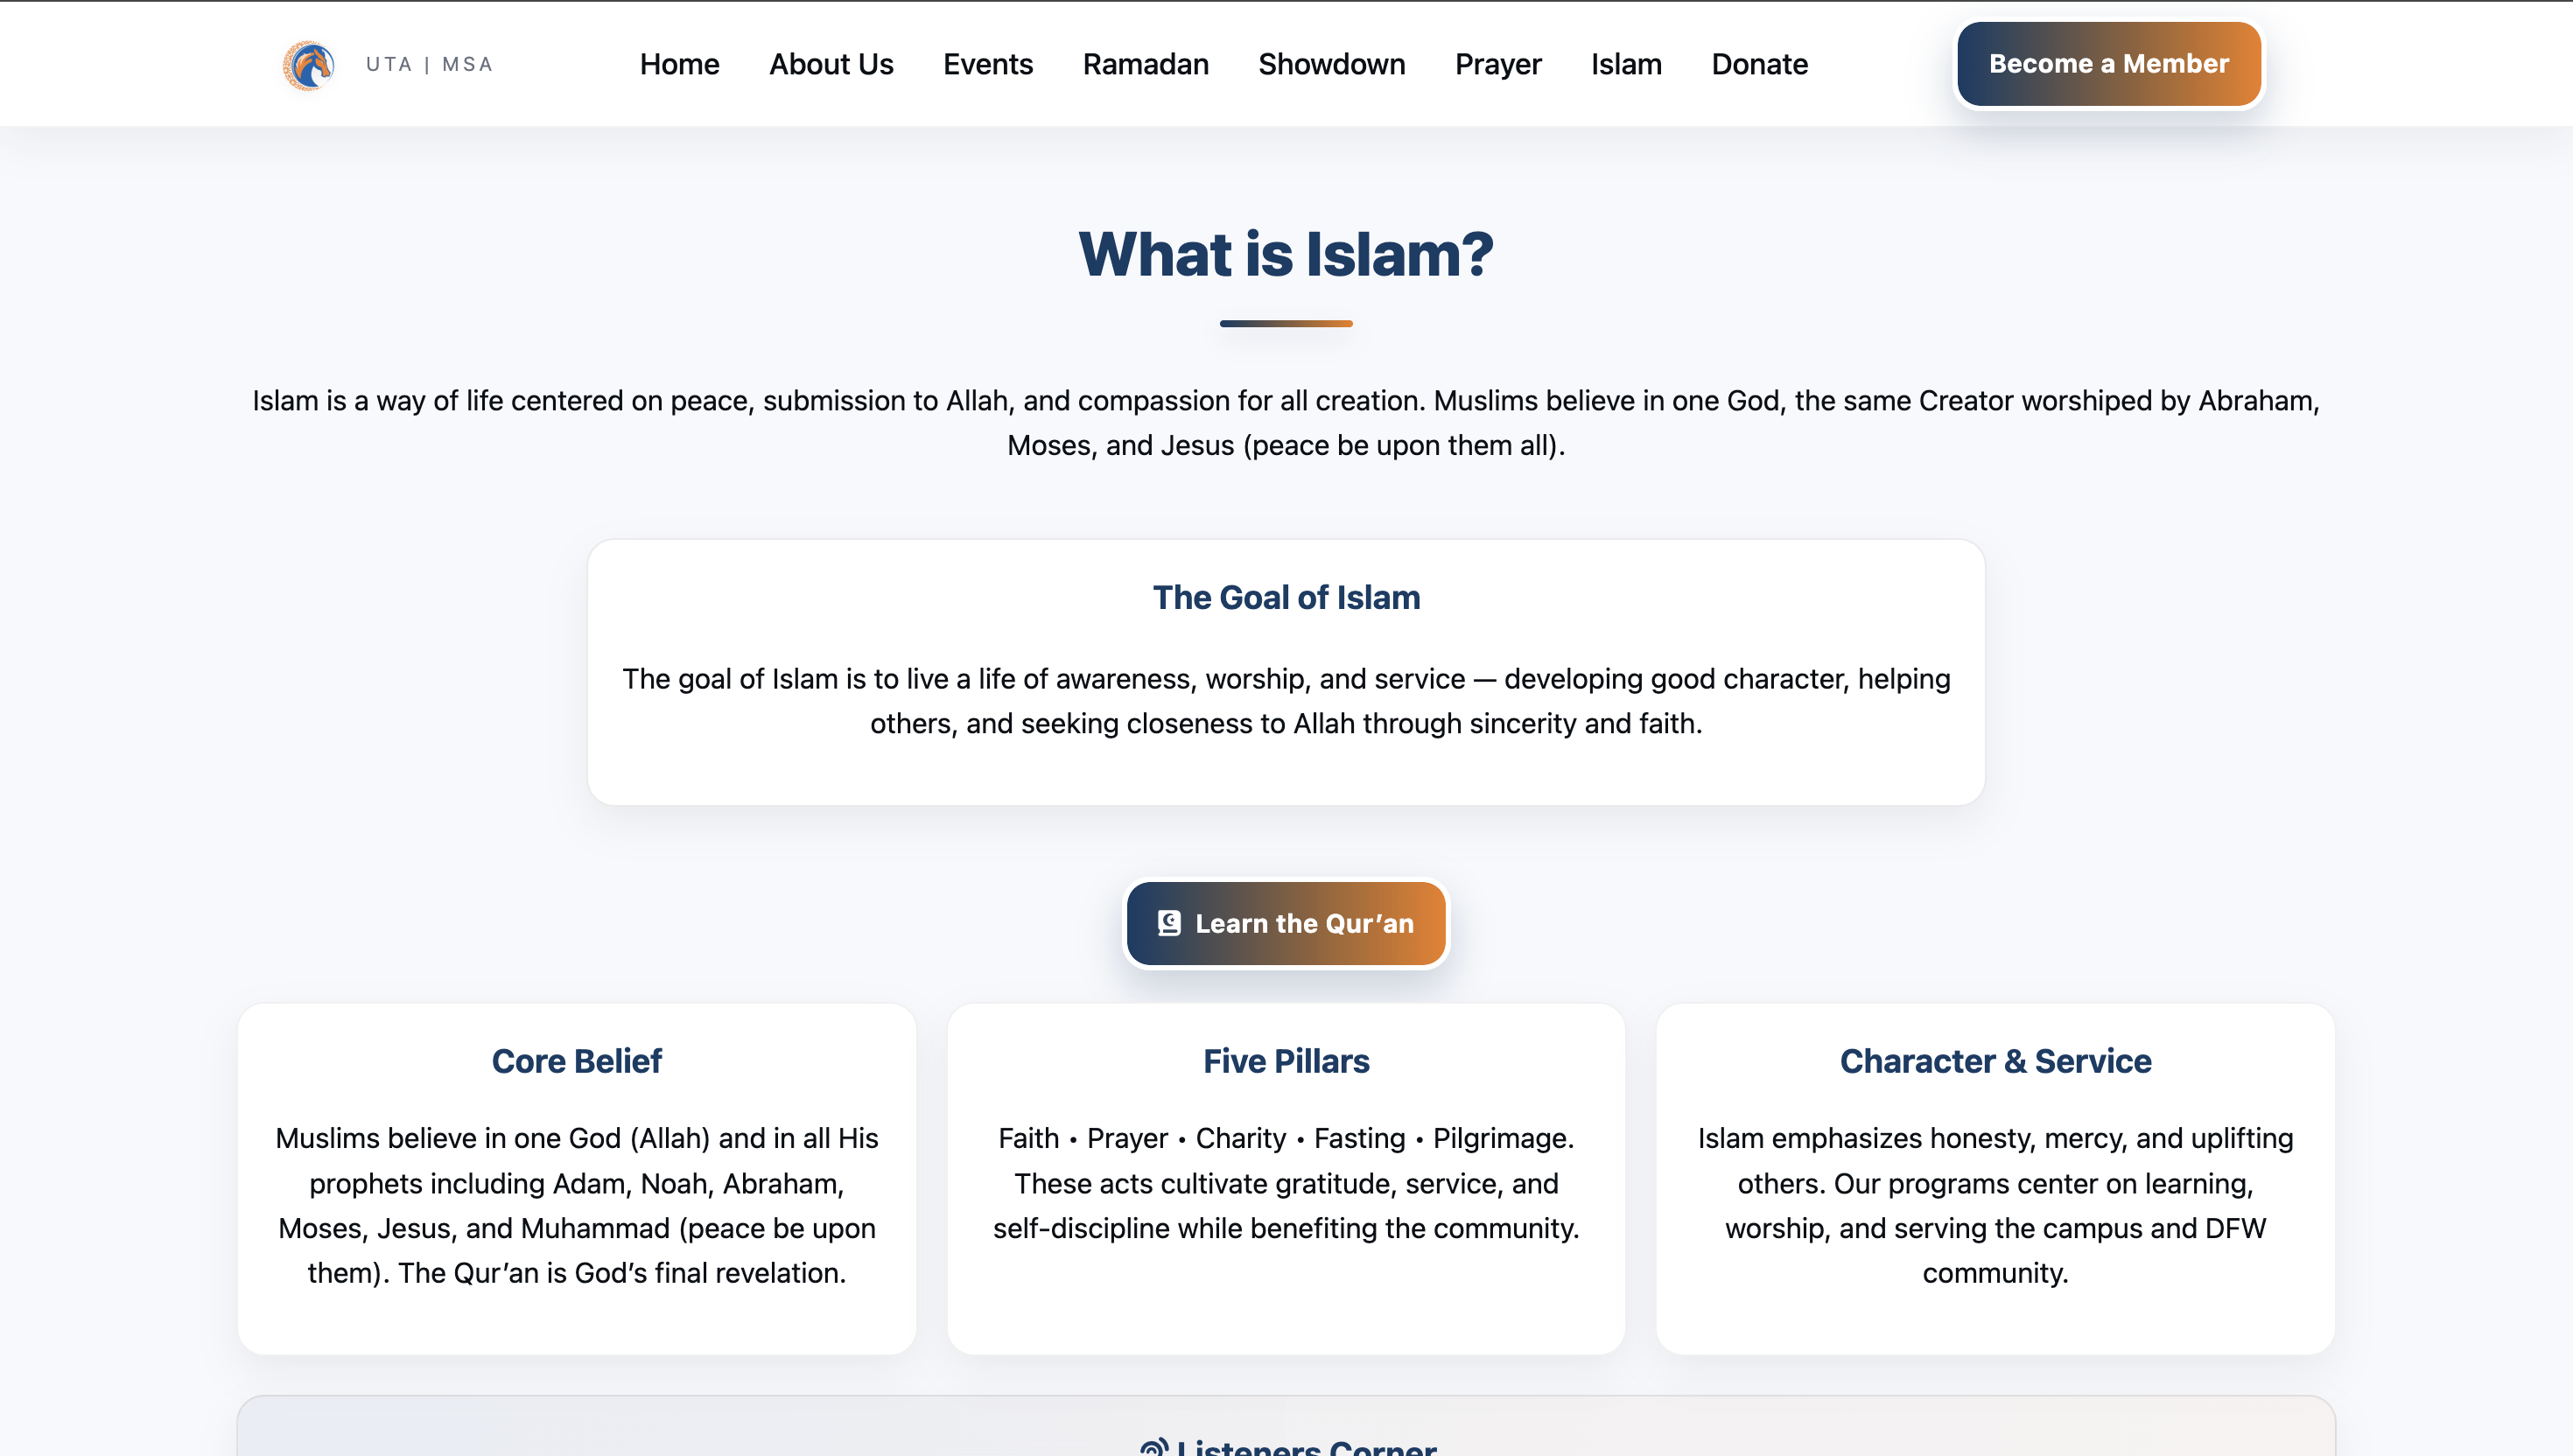 UTA | MSA
Home About Us Events Ramadan Showdown Prayer Islam Donate
Become a Member
What is Islam?
Islam is a way of life centered on peace, submission to Allah, and compassion for all creation. Muslims believe in one God, the same Creator worshiped by Abraham,
Moses, and Jesus (peace be upon them all).
The Goal of Islam
The goal of Islam is to live a life of awareness, worship, and service — developing good character, helping
others, and seeking closeness to Allah through sincerity and faith.
Learn the Qur’an
Core Belief
Muslims believe in one God (Allah) and in all His
prophets including Adam, Noah, Abraham,
Moses, Jesus, and Muhammad (peace be upon
them). The Qur’an is God’s final revelation.
Five Pillars
Faith • Prayer • Charity • Fasting • Pilgrimage.
These acts cultivate gratitude, service, and
self-discipline while benefiting the community.
Character & Service
Islam emphasizes honesty, mercy, and uplifting
others. Our programs center on learning,
worship, and serving the campus and DFW
community.
Listeners Corner